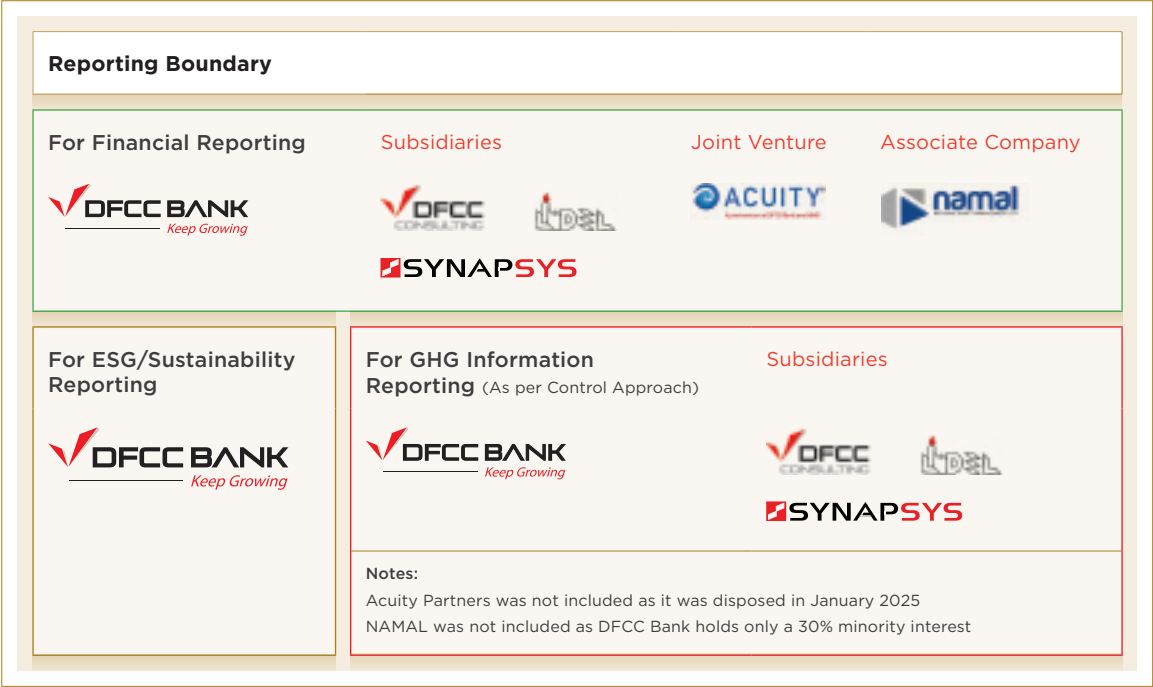 Reporting Boundary
For Financial Reporting
DFCC BANK
Keep Growing
Subsidiaries
DFCC
CONSULTING
SYNAPSYS
Joint Venture
ACUITY
Associate Company
namal
For ESG/Sustainability
Reporting
DFCC BANK
Keep Growing
For GHG Information
Reporting (As per Control Approach)
DFCC BANK
Keep Growing
Subsidiaries
DFCC
CONSULTING
SYNAPSYS
Notes:
Acuity Partners was not included as it was disposed in January 2025
NAMAL was not included as DFCC Bank holds only a 30% minority interest